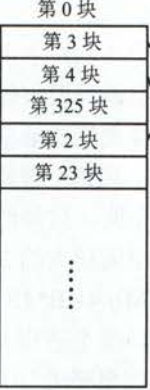 第 0 块
第 3 块
第 4 块
第 325 块
第 2 块
第 23 块
⋮